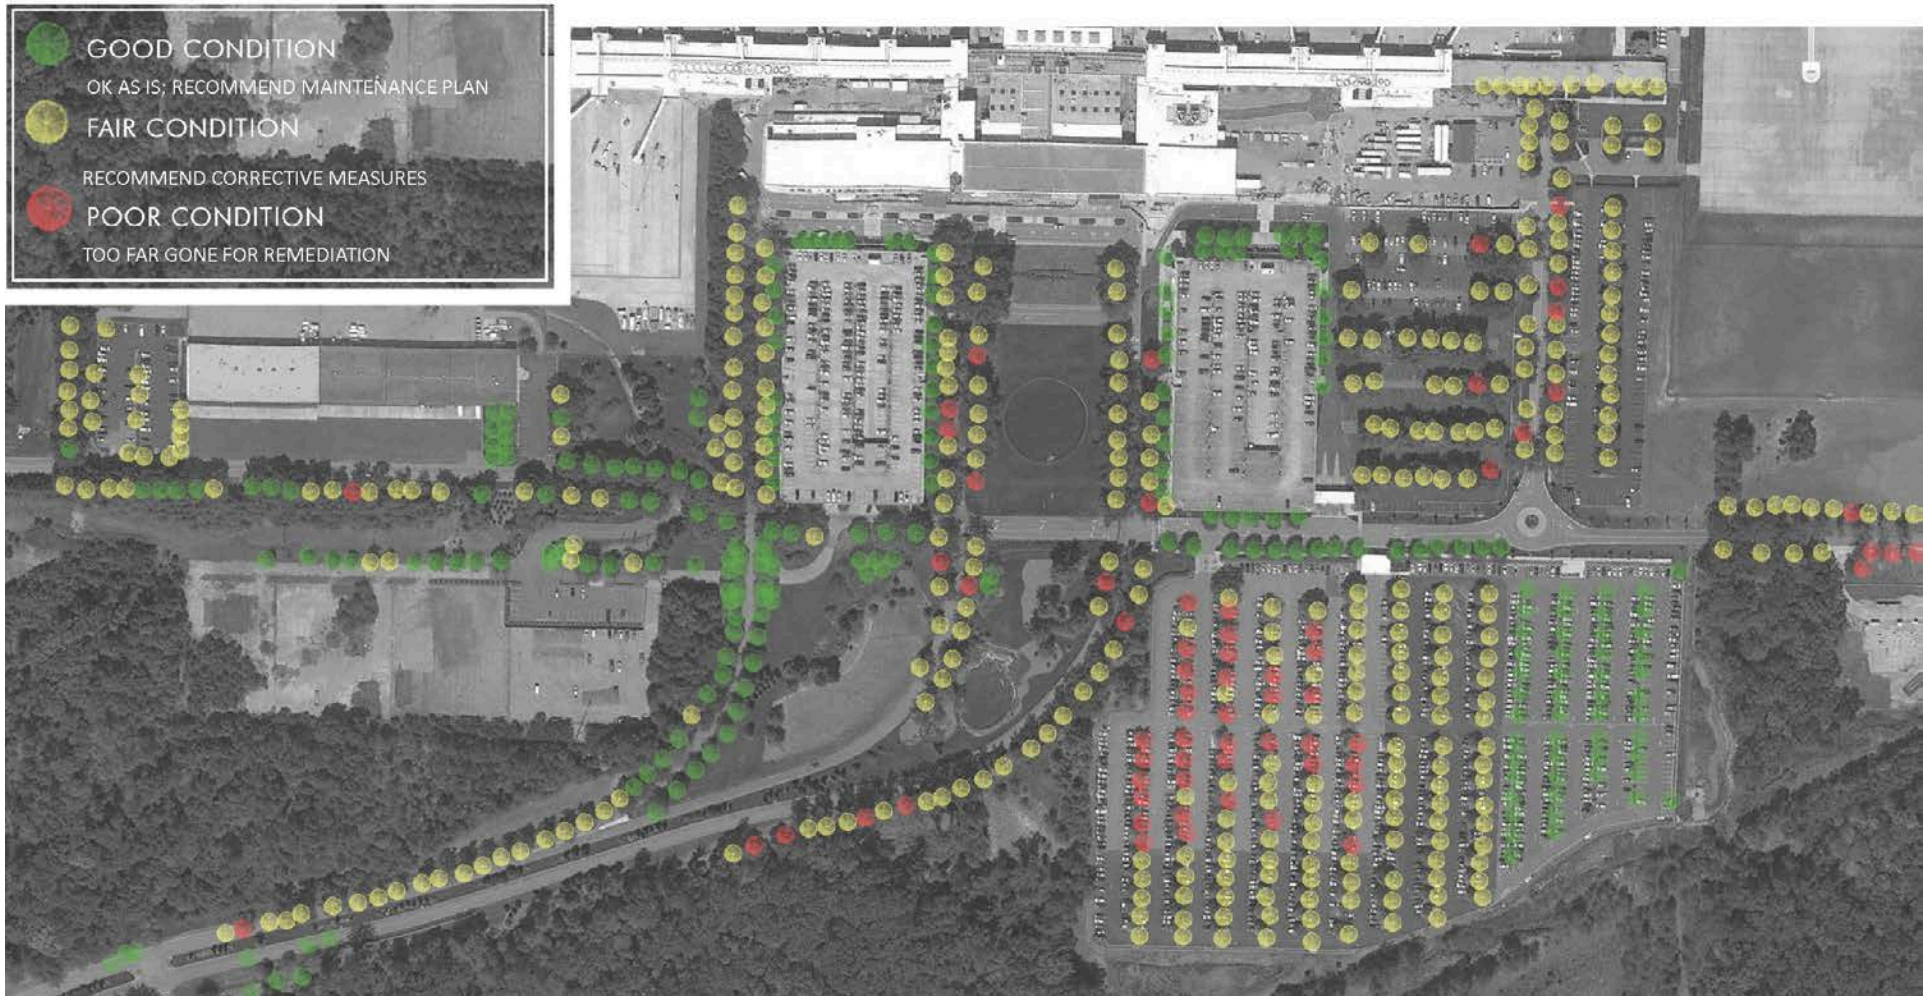 GOOD CONDITION
OK AS IS; RECOMMEND MAINTENANCE PLAN
FAIR CONDITION
RECOMMEND CORRECTIVE MEASURES
POOR CONDITION
TOO FAR GONE FOR REMEDIATION